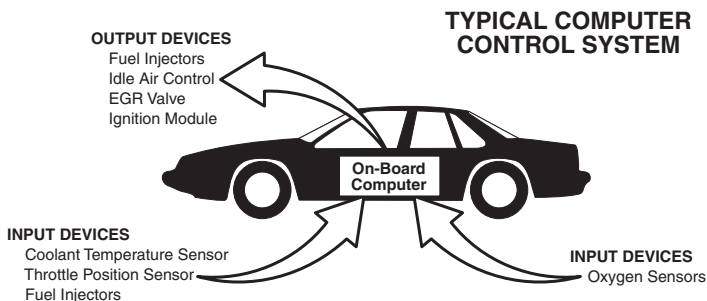 TYPICAL COMPUTER
CONTROL SYSTEM
OUTPUT DEVICES
Fuel Injectors
Idle Air Control
EGR Valve
Ignition Module
On-Board
Computer
INPUT DEVICES
Coolant Temperature Sensor
Throttle Position Sensor
Fuel Injectors
INPUT DEVICES
Oxygen Sensors